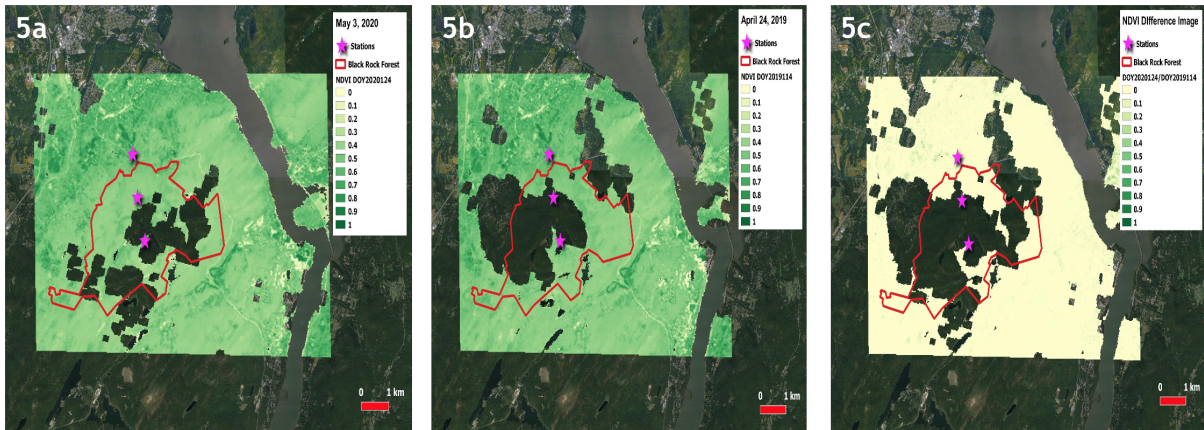 5a
May 3, 2020
Stations
Black Rock Forest
NDVI DOY2020124
0
0.1
0.2
0.3
0.4
0.5
0.6
0.7
0.8
0.9
1
0 1 km
5b
April 24, 2019
Stations
Black Rock Forest
NDVI DOY2019114
0
0.1
0.2
0.3
0.4
0.5
0.6
0.7
0.8
0.9
1
0 1 km
5c
NDVI DIfference Image
Stations
Black Rock Forest
DOY2020124/DOY2019114
0
0.1
0.2
0.3
0.4
0.5
0.6
0.7
0.8
0.9
1
0 1 km